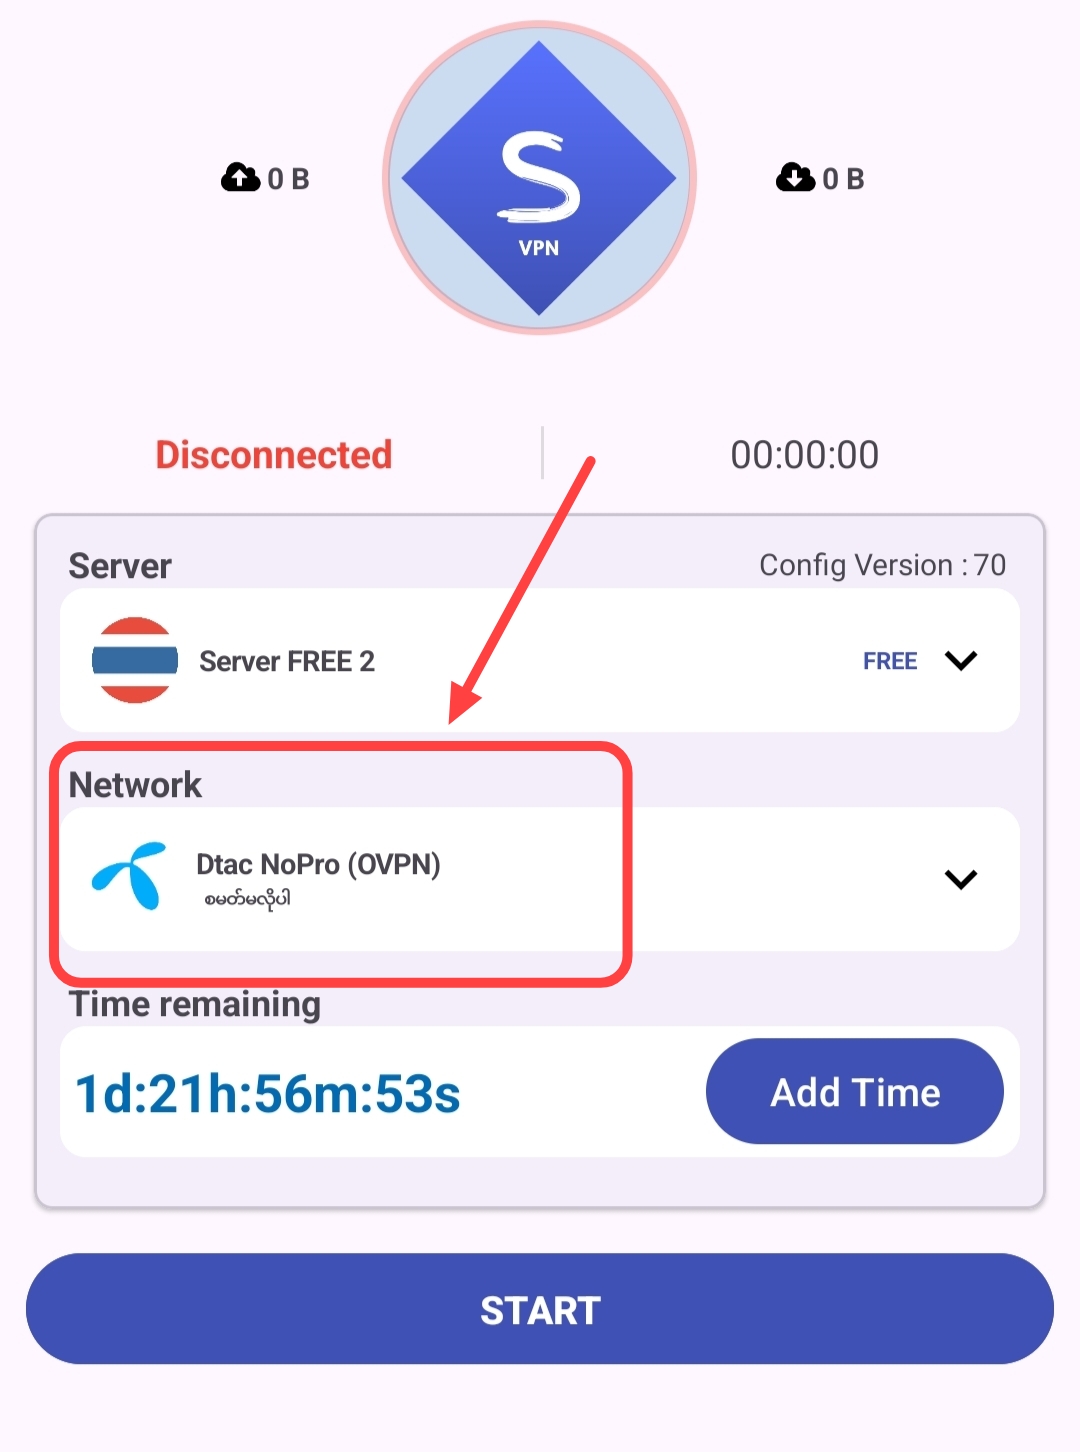 0 B
S
VPN
0 B
Disconnected
00:00:00
Server
Config Version : 70
Server FREE 2
FREE
Network
Dtac NoPro (OVPN)
စမတ်မလိုပါ
Time remaining
1d:21h:56m:53s
Add Time
START